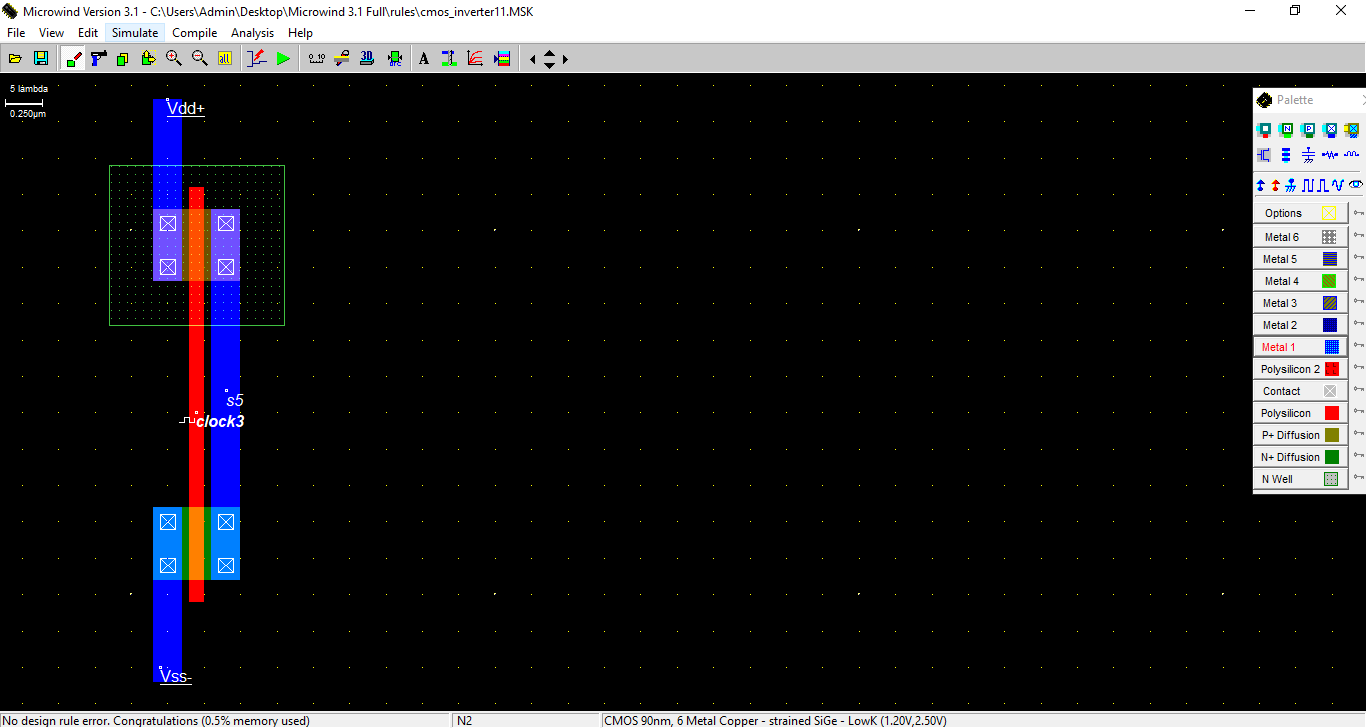 Microwind Version 3.1 - C:\Users\Admin\Desktop\Microwind 3.1 Full\rules\cmos_inverter11.MSK
File View Edit Simulate Compile Analysis Help
5 lambda
0.250µm
Vdd+
s5
clock3
Vss-
Palette
Options
Metal 6
Metal 5
Metal 4
Metal 3
Metal 2
Metal 1
Polysilicon 2
Contact
Polysilicon
P+ Diffusion
N+ Diffusion
N Well
No design rule error. Congratulations (0.5% memory used) N2 CMOS 90nm, 6 Metal Copper - strained SiGe - LowK (1.20V,2.50V)